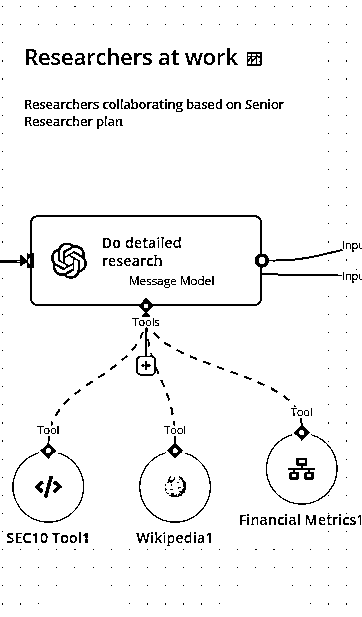 Researchers at work
Researchers collaborating based on Senior
Researcher plan
Do detailed
research
Message Model
Inpu
Inpu
Tools
Tool
Tool
Tool
</>
SEC10 Tool1
Wikipedia1
Financial Metrics1